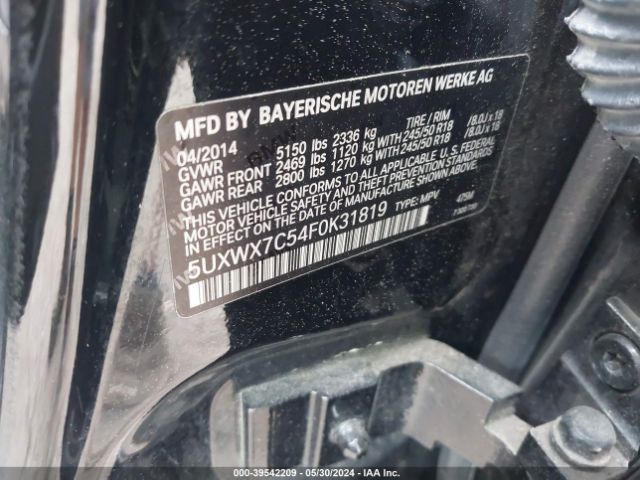 MFD BY BAYERISCHE MOTOREN WERKE AG
04/2014 TIRE / RIM
GVWR 5150 lbs 2336 kg
GAWR FRONT 2469 lbs 1120 kg WITH 245/50 R18 /8.0J x 18
GAWR REAR 2800 lbs 1270 kg WITH 245/50 R18 /8.0J x 18
THIS VEHICLE CONFORMS TO ALL APPLICABLE U.S. FEDERAL
MOTOR VEHICLE SAFETY AND THEFT PREVENTION STANDARDS
IN EFFECT ON THE DATE OF MANUFACTURE SHOWN ABOVE.
5UXWX7C54F0K31819 TYPE: MPV 475M
000-39542209 - 05/30/2024 - IAA Inc.